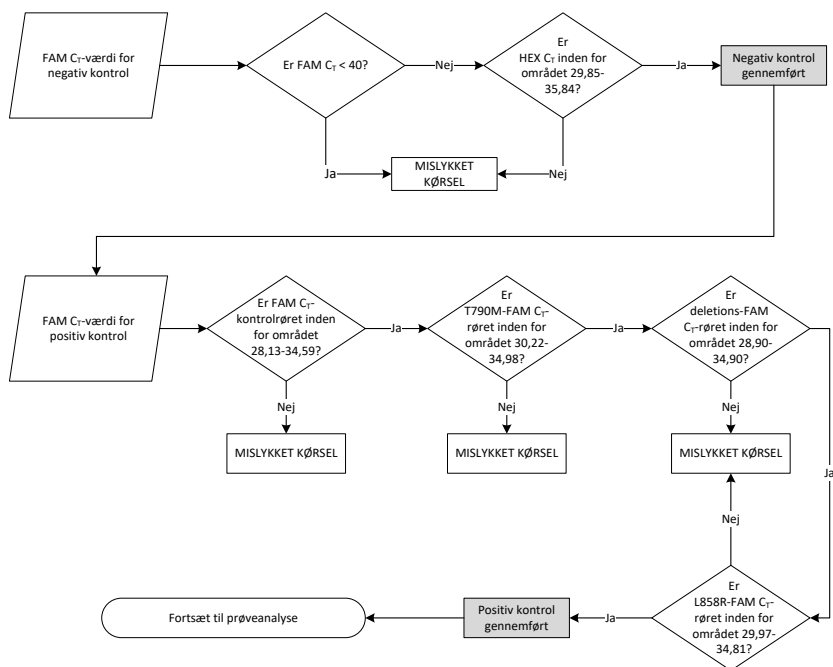 FAM CT-værdi for
negativ kontrol
Er FAM CT < 40?
Nej
Er
HEX CT inden for
området 29,85-
35,84?
Ja
Negativ kontrol
gennemført
Ja
MISLYKKET
KØRSEL
Nej
FAM CT-værdi for
positiv kontrol
Er FAM CT-
kontrolrøret inden
for området
28,13-34,59?
Ja
Er
T790M-FAM CT-
røret inden for
området 30,22-
34,98?
Ja
Er
deletions-FAM
CT-røret inden for
området 28,90-
34,90?
Nej
Nej
Nej
MISLYKKET KØRSEL
MISLYKKET KØRSEL
MISLYKKET KØRSEL
Ja
Nej
Er
L858R-FAM CT-
røret inden for
området 29,97-
34,81?
Ja
Positiv kontrol
gennemført
Fortsæt til prøveanalyse